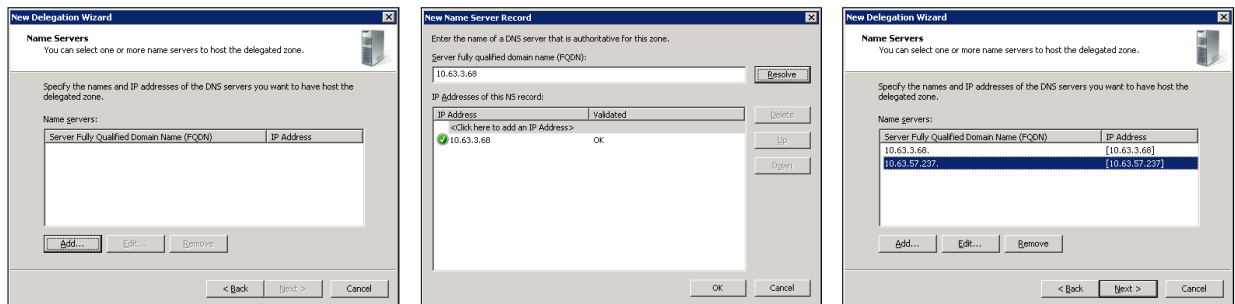 New Delegation Wizard
Name Servers
You can select one or more name servers to host the delegated zone.
Specify the names and IP addresses of the DNS servers you want to have host the
delegated zone.
Name servers:
Server Fully Qualified Domain Name (FQDN) IP Address
Add... Edit... Remove
< Back Next > Cancel
New Name Server Record
Enter the name of a DNS server that is authoritative for this zone.
Server fully qualified domain name (FQDN):
10.63.3.68 Resolve
IP Addresses of this NS record:
IP Address Validated Delete
<Click here to add an IP Address>
10.63.3.68 OK Up
Down
OK Cancel
New Delegation Wizard
Name Servers
You can select one or more name servers to host the delegated zone.
Specify the names and IP addresses of the DNS servers you want to have host the
delegated zone.
Name servers:
Server Fully Qualified Domain Name (FQDN) IP Address
10.63.3.68. [10.63.3.68]
10.63.57.237. [10.63.57.237]
Add... Edit... Remove
< Back Next > Cancel